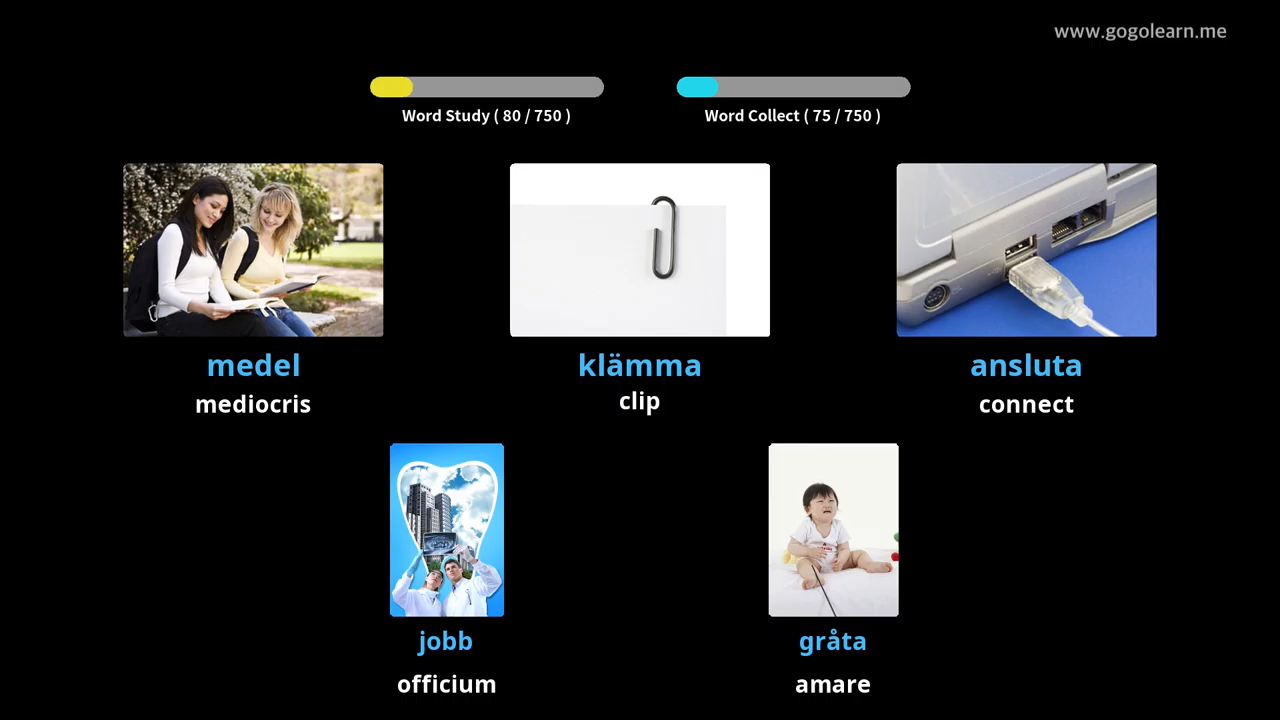 www.gogolearn.me
Word Study ( 80 / 750 )
Word Collect ( 75 / 750 )
medel
klämma
ansluta
mediocris
clip
connect
jobb
gråta
officium
amare